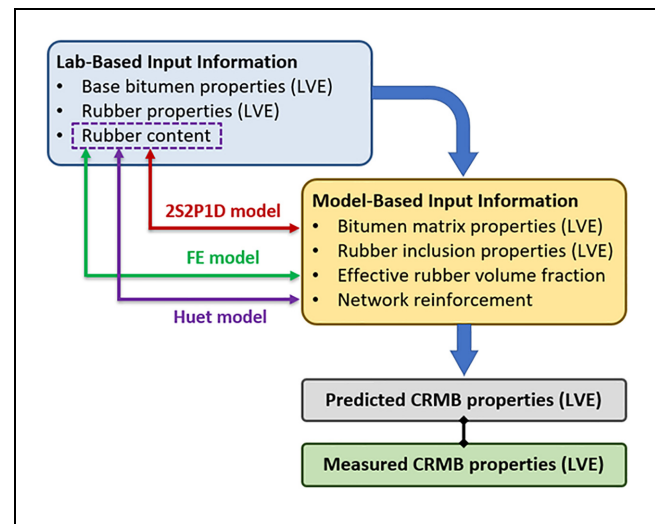 Lab-Based Input Information
• Base bitumen properties (LVE)
• Rubber properties (LVE)
• Rubber content
2S2P1D model
FE model
Huet model
Model-Based Input Information
• Bitumen matrix properties (LVE)
• Rubber inclusion properties (LVE)
• Effective rubber volume fraction
• Network reinforcement
Predicted CRMB properties (LVE)
Measured CRMB properties (LVE)